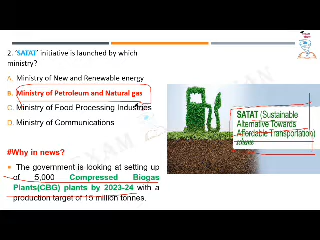 2. 'SATAT' initiative is launched by which
ministry?
A. Ministry of New and Renewable energy
B. Ministry of Petroleum and Natural gas
C. Ministry of Food Processing Industries
D. Ministry of Communications
SATAT (Sustainable
Alternative Towards
Affordable Transportation)
#Why in news?
The government is looking at setting up
of 5,000 Compressed Biogas
Plants(CBG) plants by 2023-24 with a
production target of 15 million tonnes.